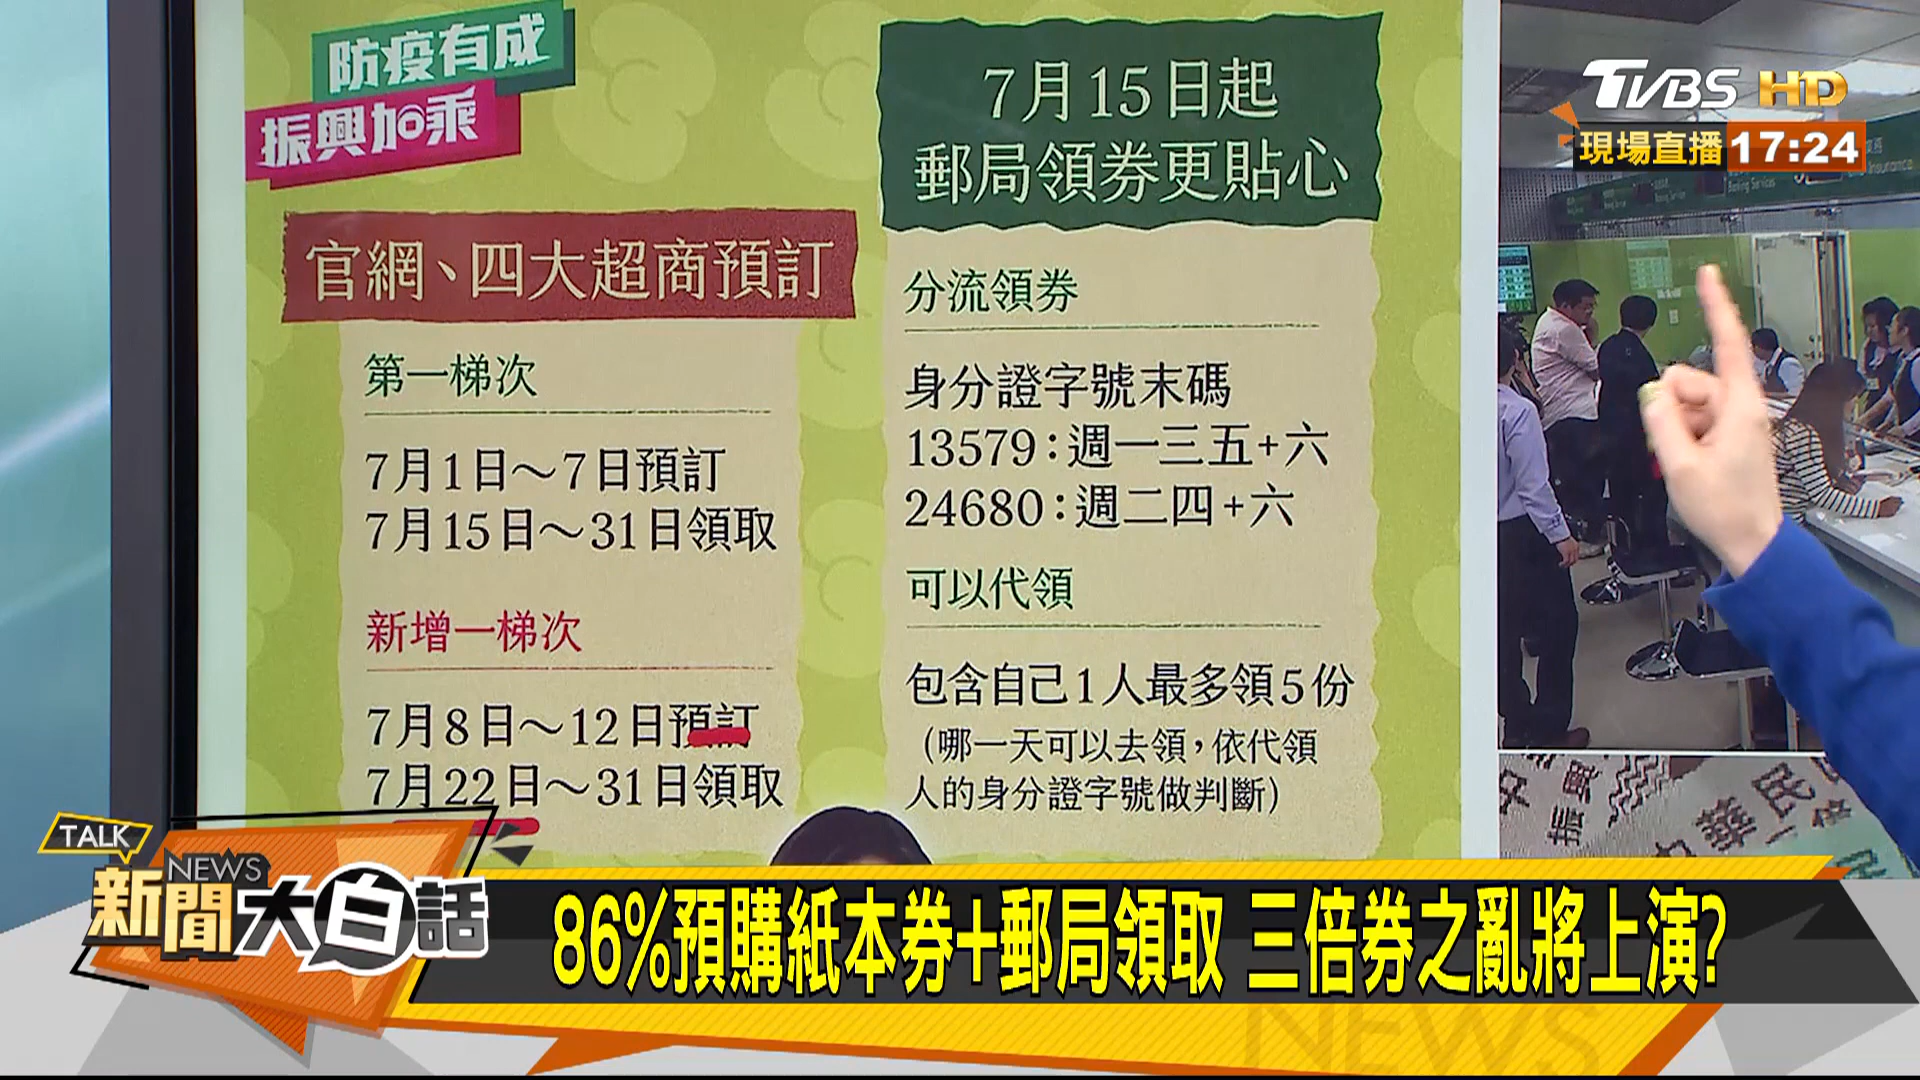 防疫有成
振興加乘
官網、四大超商預訂
第一梯次
7月1日～7日預訂
7月15日～31日領取
新增一梯次
7月8日～12日預訂
7月22日～31日領取
7月15日起
郵局領券更貼心
分流領券
身分證字號末碼
13579：週一三五+六
24680：週二四+六
可以代領
包含自己1人最多領5份
(哪一天可以去領，依代領
人的身分證字號做判斷)
TVBS HD
現場直播 17:24
TALK
NEWS
新聞大白話
86%預購紙本券+郵局領取 三倍券之亂將上演?
NEWS